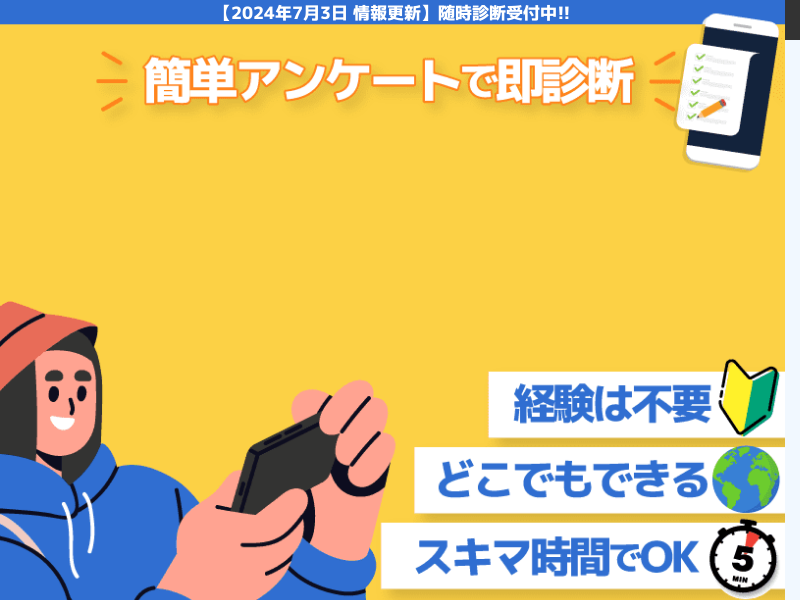 【2024年7月3日 情報更新】随時診断受付中!!
簡単アンケートで即診断
経験は不要
どこでもできる
スキマ時間でOK
5
MIN